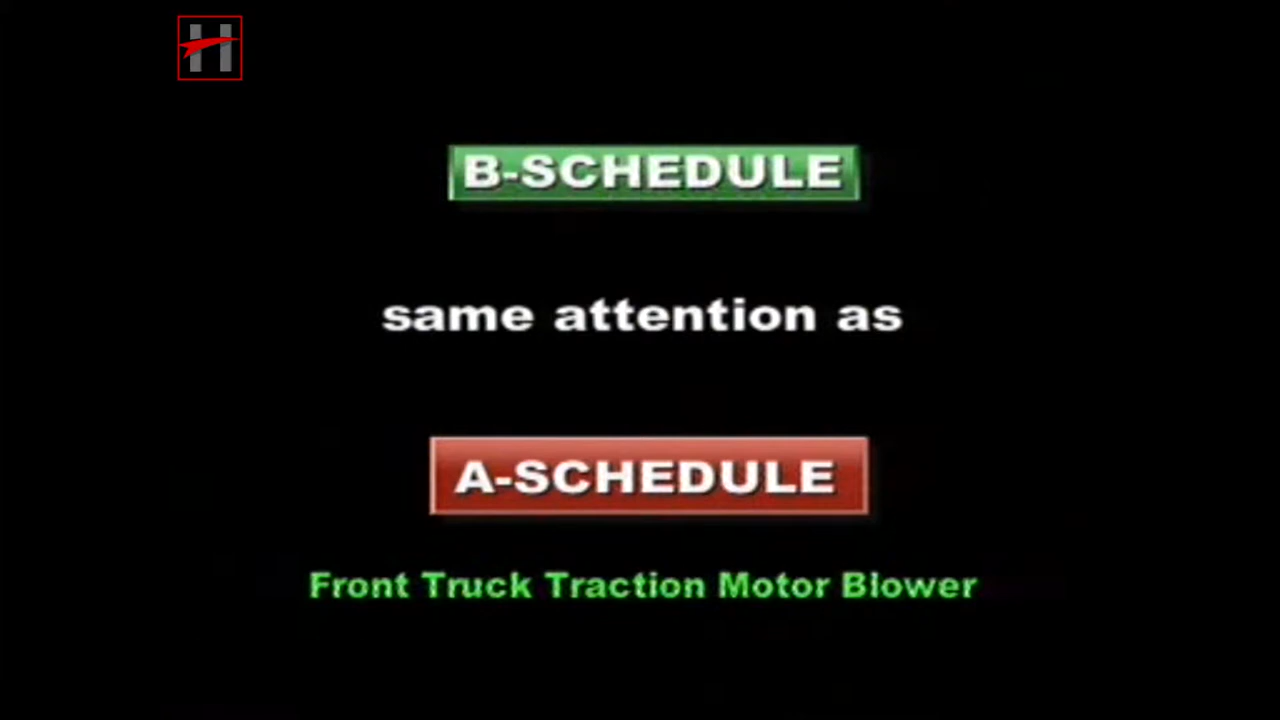 H
B-SCHEDULE
same attention as
A-SCHEDULE
Front Truck Traction Motor Blower